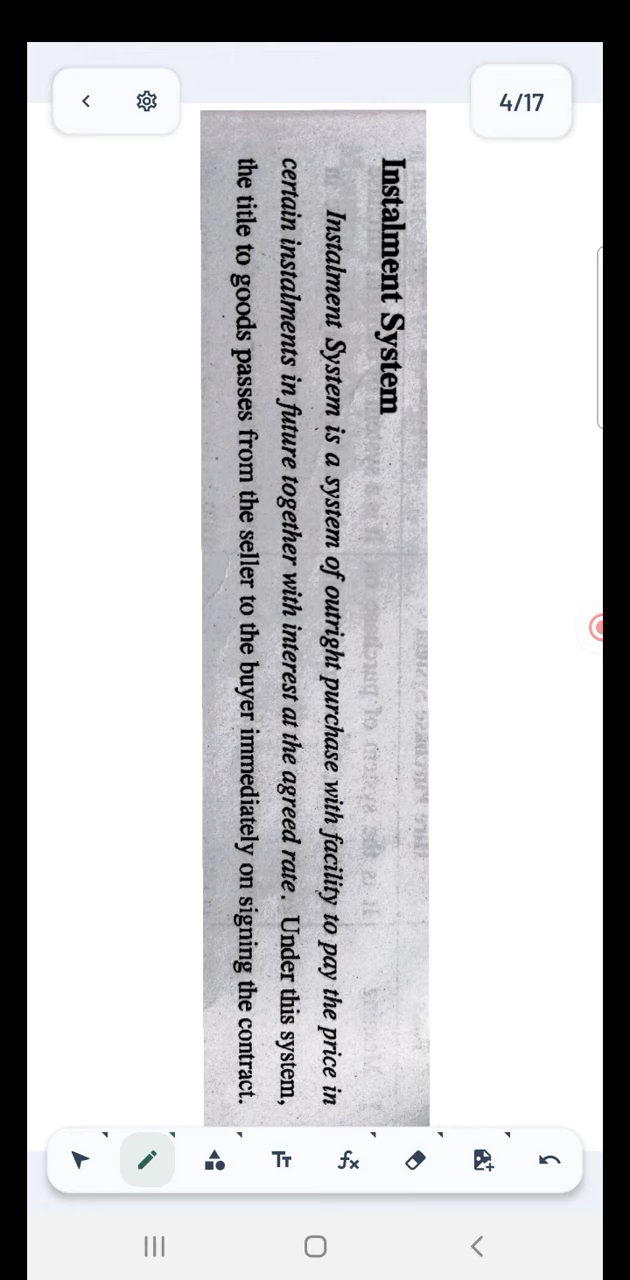 4/17
Instalment System
Instalment System is a system of outright purchase with facility to pay the price in
certain instalments in future together with interest at the agreed rate. Under this system,
the title to goods passes from the seller to the buyer immediately on signing the contract.
TT
fx